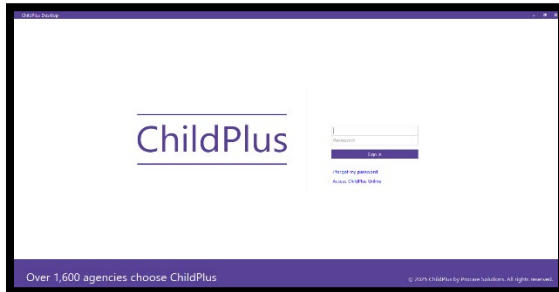 ChildPlus Desktop
ChildPlus
Password
Sign In
I forgot my password
Access ChildPlus Online
Over 1,600 agencies choose ChildPlus
© 2025 ChildPlus by Procare Solutions. All rights reserved.